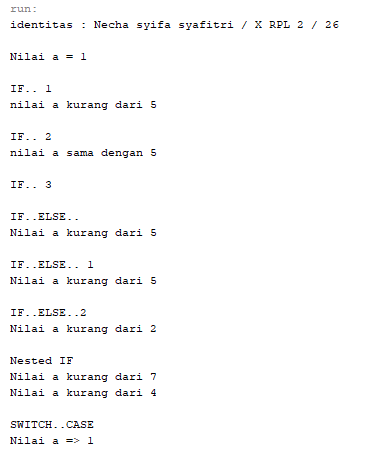 run:
identitas : Necha syifa syafitri / X RPL 2 / 26
Nilai a = 1
IF.. 1
nilai a kurang dari 5
IF.. 2
nilai a sama dengan 5
IF.. 3
IF..ELSE..
Nilai a kurang dari 5
IF..ELSE.. 1
Nilai a kurang dari 5
IF..ELSE..2
Nilai a kurang dari 2
Nested IF
Nilai a kurang dari 7
Nilai a kurang dari 4
SWITCH..CASE
Nilai a => 1